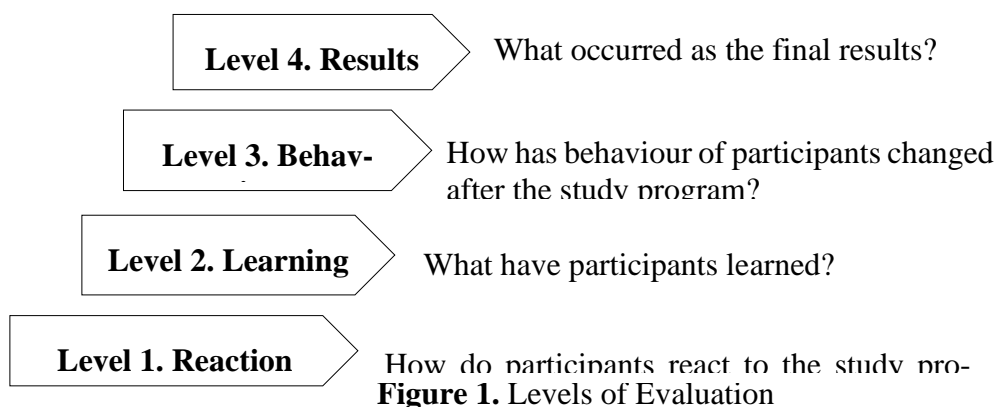 Level 4. Results
What occurred as the final results?
Level 3. Behav-
How has behaviour of participants changed
after the study program?
Level 2. Learning
What have participants learned?
Level 1. Reaction
How do participants react to the study pro-
Figure 1. Levels of Evaluation